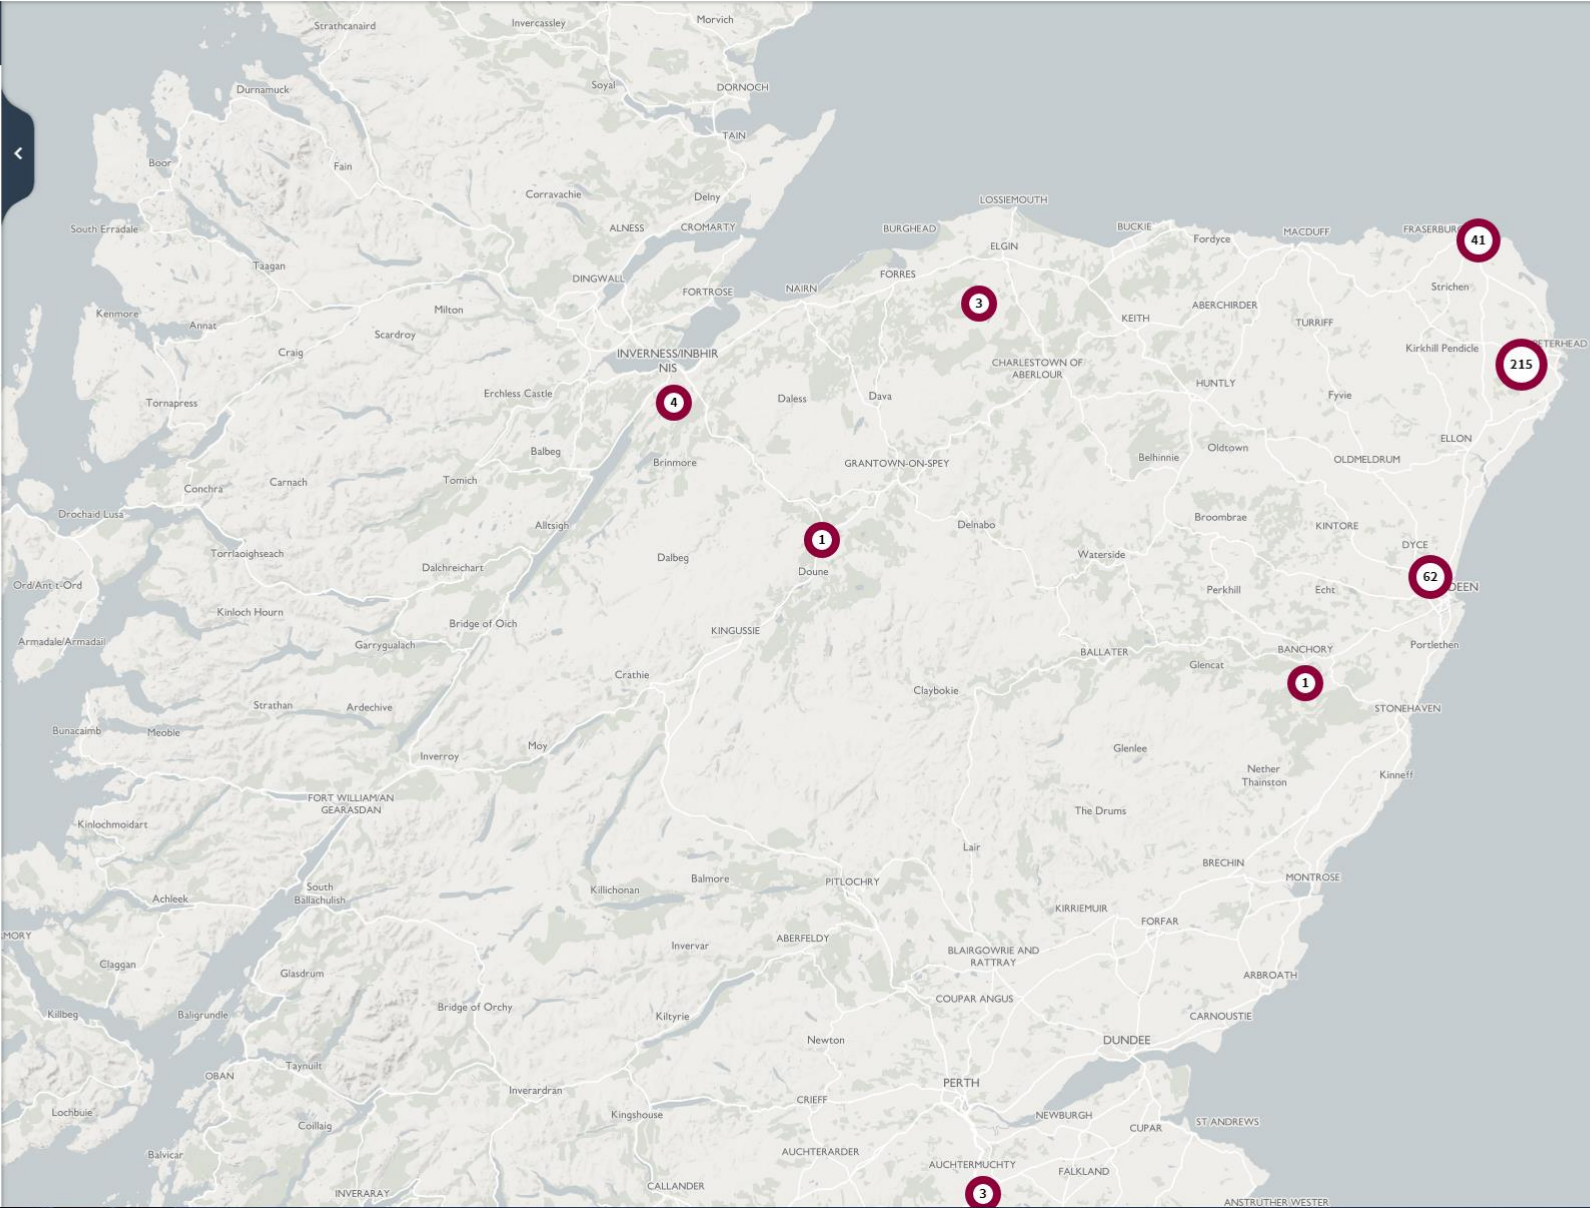 Strathcanaird
Invercassley
Morvich
Durnamuck
Soyal
DORNOCH
TAIN
Boor
Fain
Corravachie
Delny
LOSSIEMOUTH
South Erradale
ALNESS
CROMARTY
BURGHEAD
BUCKIE
Fordyce
MACDUFF
41
ELGIN
Taagan
DINGWALL
FORRES
FORTROSE
NAIRN
Strichen
3
ABERCHIRDER
Kenmore
Milton
KEITH
TURRIFF
Annat
Scardroy
PETERHEAD
Kirkhill Pendicle
Craig
INVERNESS/INBHIR
NIS
CHARLESTOWN OF
ABERLOUR
215
HUNTLY
Erchless Castle
Fyvie
Tornapress
4
Daless
Dava
ELLON
Oldtown
Balbeg
Belhinnie
OLDMELDRUM
Brinmore
GRANTOWN-ON-SPEY
Carnach
Tomich
Conchra
Drochaid Lusa
Broombrae
Alltsigh
Delnabo
KINTORE
1
DYCE
Torrlaoighseach
Dalbeg
Waterside
Dalchreichart
Doune
62
Ord/An t-Ord
Perkhill
Echt
Kinloch Hourn
Bridge of Oich
KINGUSSIE
Armadale/Armadail
Garrygualach
Portlethen
BALLATER
BANCHORY
Glencat
Crathie
1
Claybokie
Strathan
Ardechive
STONEHAVEN
Bunacaimb
Meobie
Moy
Glenlee
Inverroy
Nether
Thainston
Kinneff
FORT WILLIAM/AN
GEARASDAN
The Drums
Kinlochmoidart
Lair
BRECHIN
Balmore
PITLOCHRY
MONTROSE
South
Ballachulish
Killichonan
Achleek
KIRRIEMUIR
FORFAR
Invervar
ABERFELDY
BLAIRGOWRIE AND
RATTRAY
Claggan
Glasdrum
ARBROATH
COUPAR ANGUS
Killbeg
Baligrundle
Bridge of Orchy
Kiltyrie
CARNOUSTIE
Newton
DUNDEE
Taynuilt
OBAN
PERTH
Inverardran
CRIEFF
Lochbuie
Kingshouse
NEWBURGH
Coillaig
CUPAR
ST ANDREWS
Balvicar
AUCHTERARDER
AUCHTERMUCHTY
FALKLAND
CALLANDER
INVERARAY
3
ANSTRUTHER WESTER